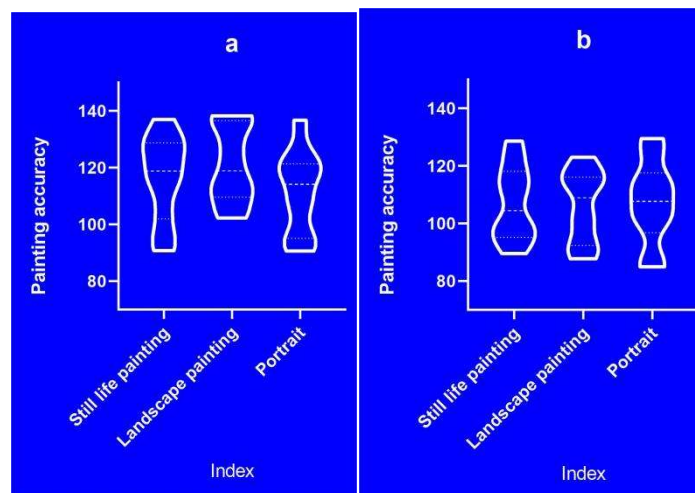 a
Painting accuracy
140
120
100
80
Still life painting
Landscape painting
Portrait
Index
b
Painting accuracy
140
120
100
80
Still life painting
Landscape painting
Portrait
Index